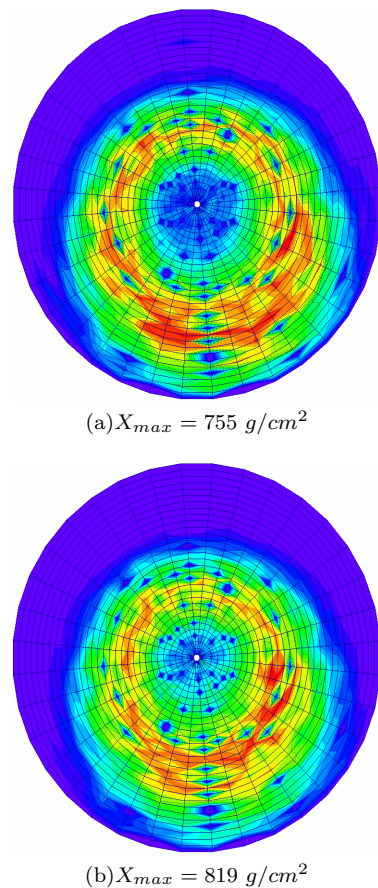 (a)X_{max} = 755 g/cm^2
(b)X_{max} = 819 g/cm^2